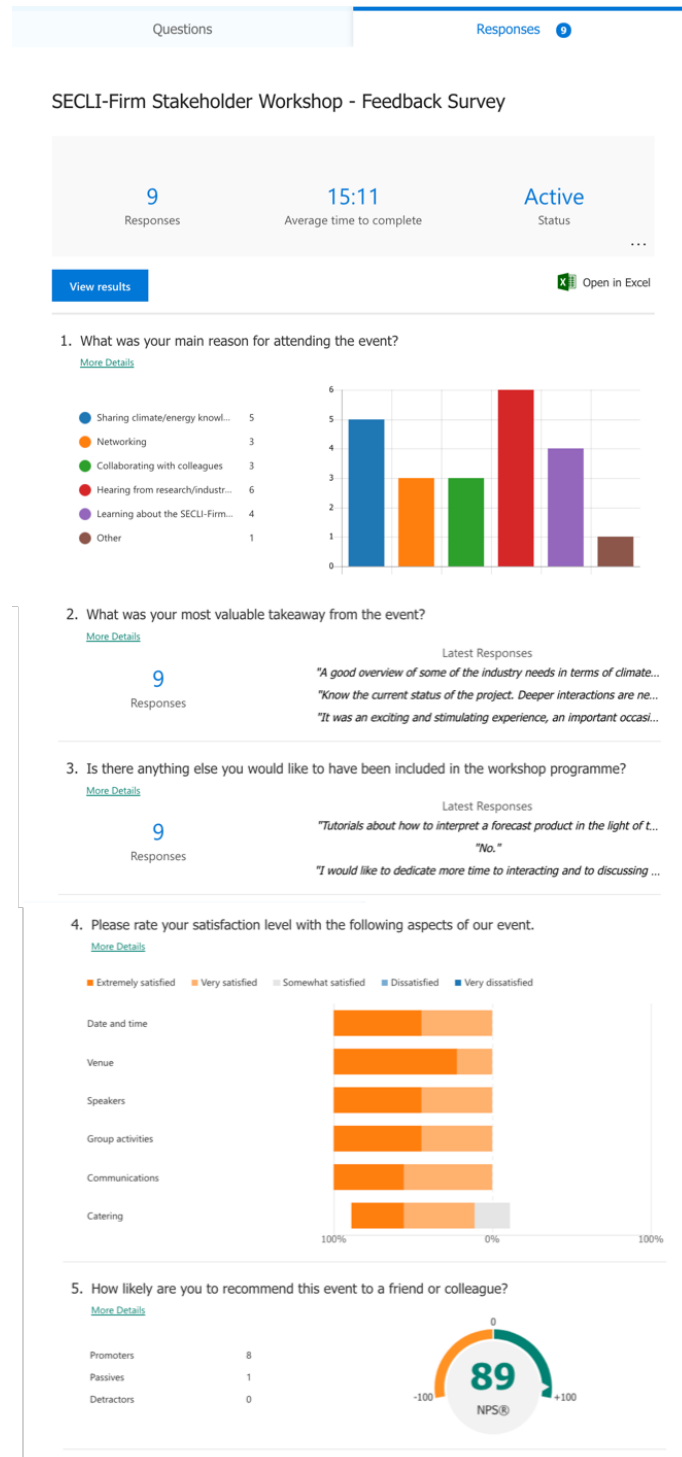 Questions
Responses 9
SECLI-Firm Stakeholder Workshop - Feedback Survey
9
Responses
15:11
Average time to complete
Active
Status
...
View results
Open in Excel
1. What was your main reason for attending the event?
More Details
Sharing climate/energy knowl... 5
Networking 3
Collaborating with colleagues 3
Hearing from research/industr... 6
Learning about the SECLI-Firm... 4
Other 1
6
5
4
3
2
1
0
2. What was your most valuable takeaway from the event?
More Details
9
Responses
Latest Responses
"A good overview of some of the industry needs in terms of climate...
"Know the current status of the project. Deeper interactions are ne...
"It was an exciting and stimulating experience, an important occasi...
3. Is there anything else you would like to have been included in the workshop programme?
More Details
9
Responses
Latest Responses
"Tutorials about how to interpret a forecast product in the light of t...
"No."
"I would like to dedicate more time to interacting and to discussing ...
4. Please rate your satisfaction level with the following aspects of our event.
More Details
Extremely satisfied Very satisfied Somewhat satisfied Dissatisfied Very dissatisfied
Date and time
Venue
Speakers
Group activities
Communications
Catering
100% 0% 100%
5. How likely are you to recommend this event to a friend or colleague?
More Details
Promoters 8
Passives 1
Detractors 0
0
-100
89
+100
NPS®